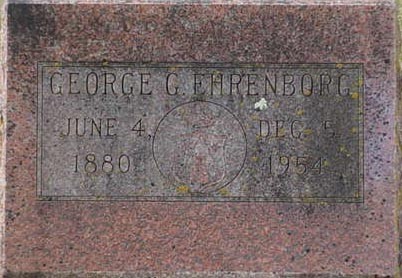 GEORGE G. EHRENBORG
JUNE 4, DEC. 5,
1880 1954